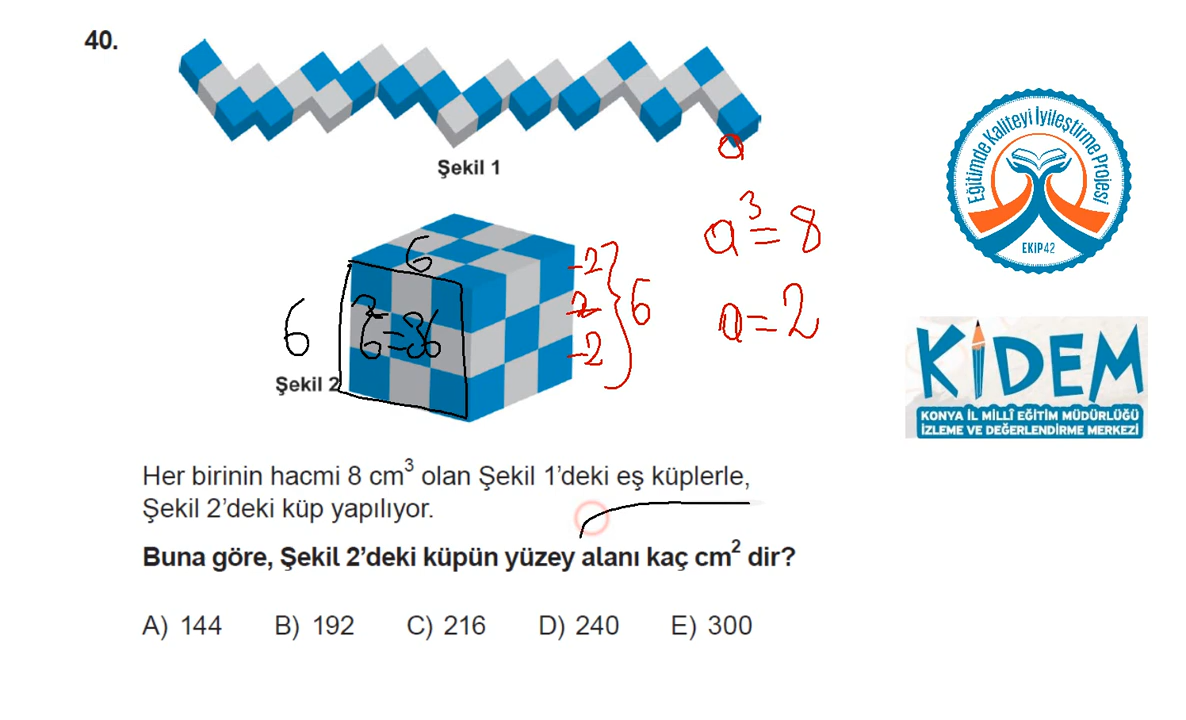 40.
Şekil 1
a
a³=8
a=2
6
6
6²=36
-2
2
-2
6
Şekil 2
Her birinin hacmi 8 cm³ olan Şekil 1’deki eş küplerle,
Şekil 2’deki küp yapılıyor.
Buna göre, Şekil 2’deki küpün yüzey alanı kaç cm² dir?
A) 144 B) 192 C) 216 D) 240 E) 300
Eğitimde Kaliteyi İyileştirme Projesi
EKIP42
KİDEM
KONYA İL MİLLÎ EĞİTİM MÜDÜRLÜĞÜ
İZLEME VE DEĞERLENDİRME MERKEZİ